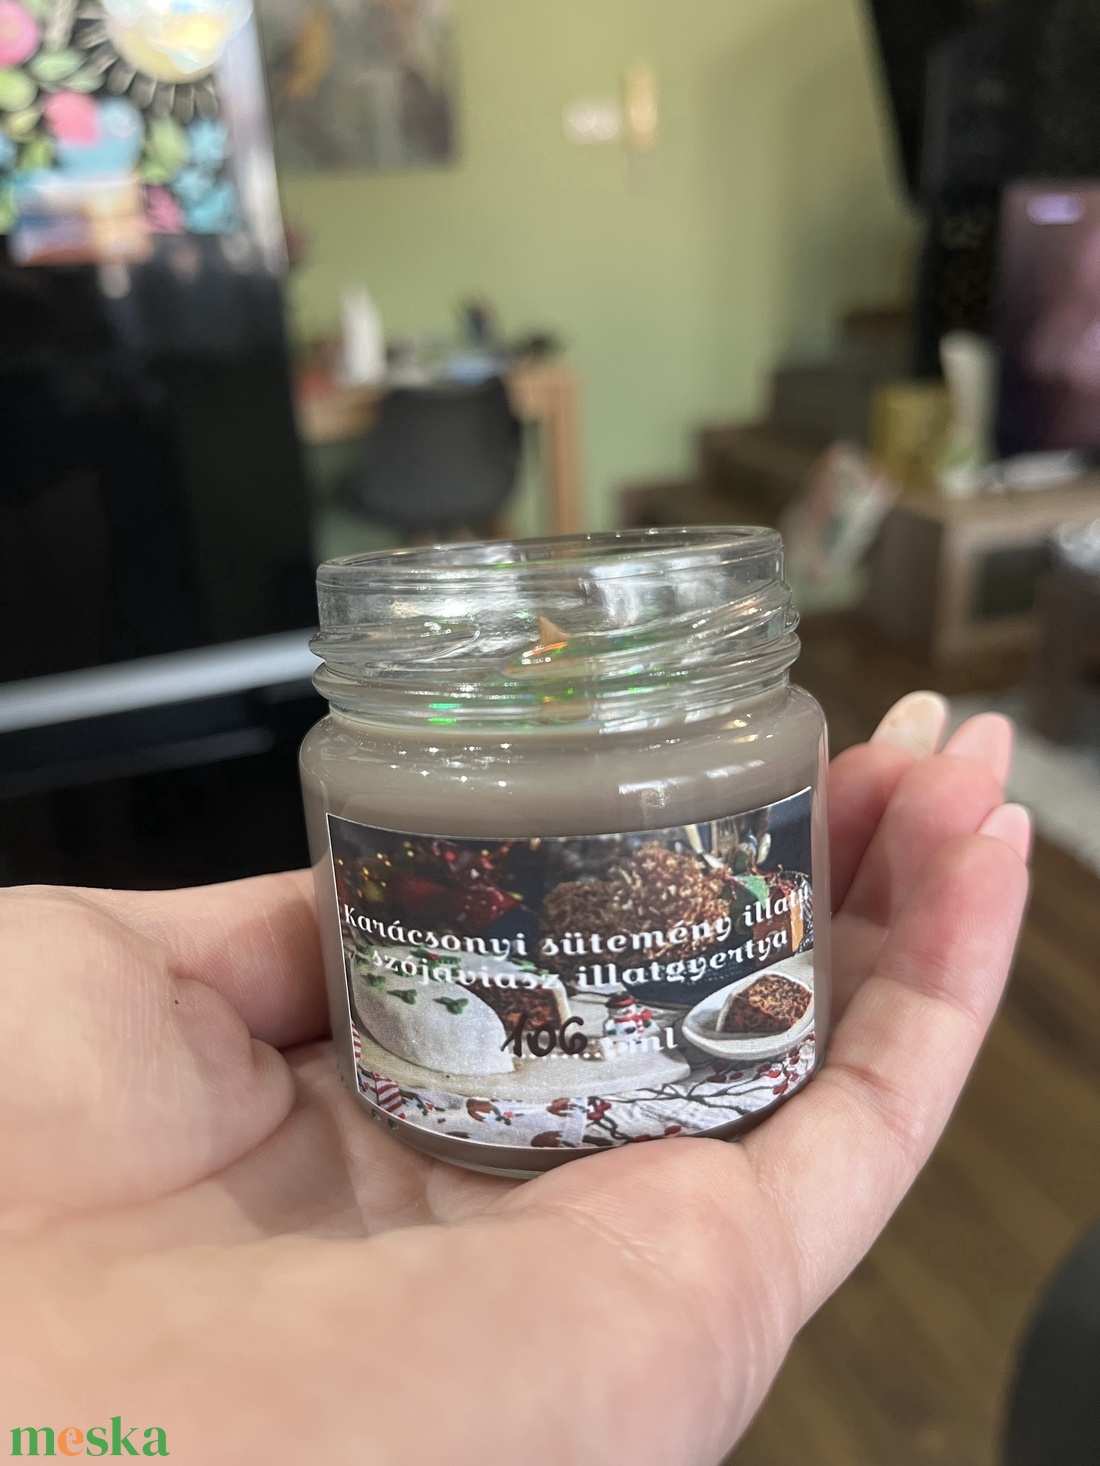 Karácsonyi sütemény illatú
szójaviasz illatgyertya
106 ml
meska